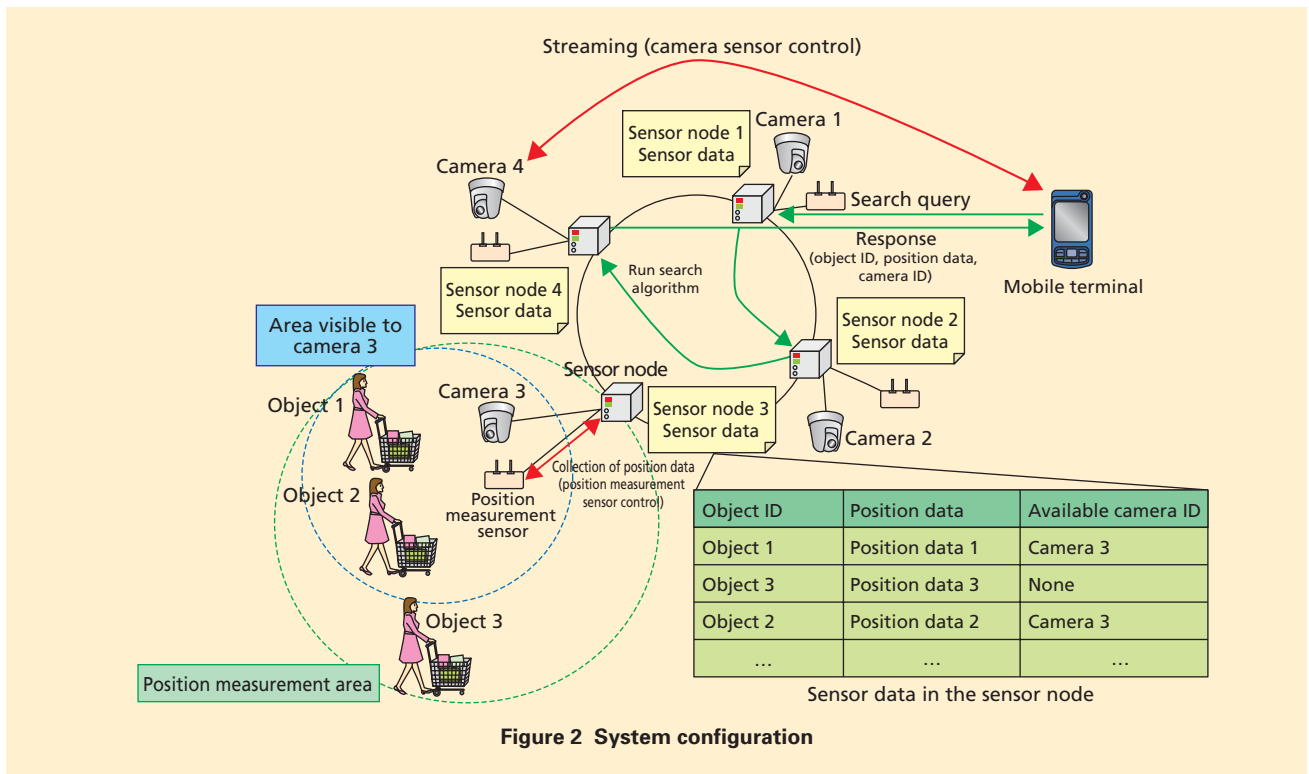 Streaming (camera sensor control)
Camera 1
Sensor node 1
Sensor data
Camera 4
Search query
Response
(object ID, position data,
camera ID)
Mobile terminal
Run search
algorithm
Sensor node 4
Sensor data
Sensor node 2
Sensor data
Area visible to
camera 3
Sensor node
Camera 3
Object 1
Sensor node 3
Sensor data
Camera 2
Collection of position data
(position measurement
sensor control)
Object 2
Position
measurement
sensor
Object 3
Position measurement area
Object ID Position data Available camera ID
Object 1 Position data 1 Camera 3
Object 3 Position data 3 None
Object 2 Position data 2 Camera 3
… … …
Sensor data in the sensor node
Figure 2 System configuration